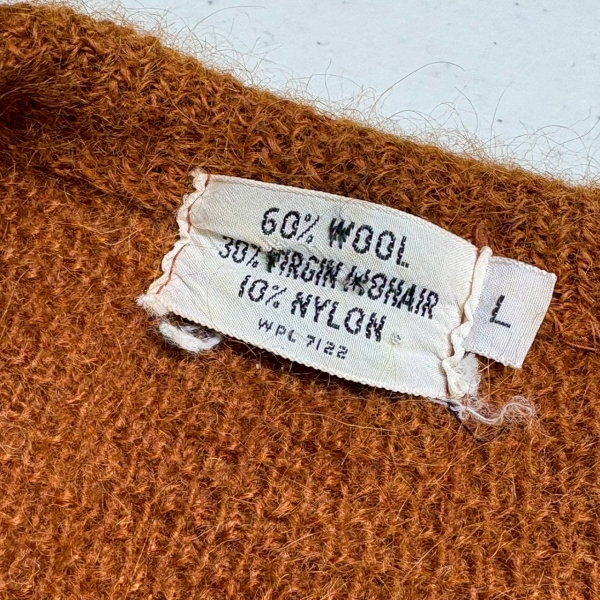 60% WOOL
30% VIRGIN MOHAIR
10% NYLON
WPL 7122
L